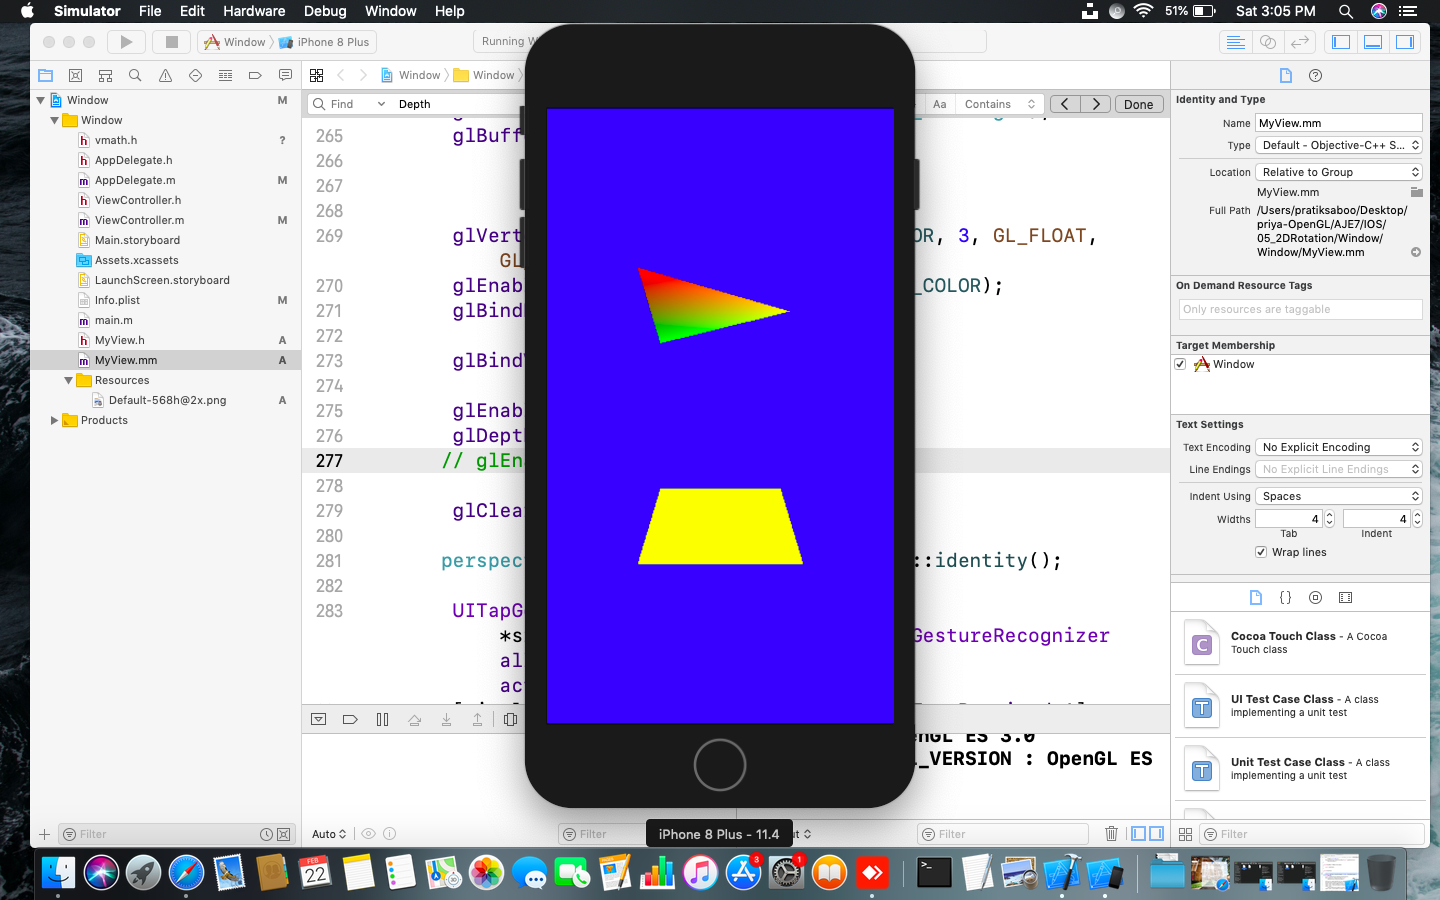 Simulator File Edit Hardware Debug Window Help
51% Sat 3:05 PM
Window iPhone 8 Plus
Running W
Window Window
Find Depth
Aa Contains Done
Window M
Window
vmath.h ?
AppDelegate.h
AppDelegate.m M
ViewController.h
ViewController.m M
Main.storyboard
Assets.xcassets
LaunchScreen.storyboard
Info.plist M
main.m
MyView.h A
MyView.mm A
Resources
Default-568h@2x.png A
Products
265 glBuff
266
267
268
269 glVert OR, 3, GL_FLOAT,
GL
270 glEnab _COLOR);
271 glBind
272
273 glBind
274
275 glEnab
276 glDept
277 // glEn
278
279 glClea
280
281 perspec ::identity();
282
283 UITapGe GestureRecognizer
*s
al
ac
enGL ES 3.0
L_VERSION : OpenGL ES
Identity and Type
Name MyView.mm
Type Default - Objective-C++ S...
Location Relative to Group
MyView.mm
Full Path /Users/pratiksaboo/Desktop/
priya-OpenGL/AJE7/IOS/
05_2DRotation/Window/
Window/MyView.mm
On Demand Resource Tags
Only resources are taggable
Target Membership
Window
Text Settings
Text Encoding No Explicit Encoding
Line Endings No Explicit Line Endings
Indent Using Spaces
Widths 4 4
Tab Indent
Wrap lines
{}
C Cocoa Touch Class - A Cocoa
Touch class
T UI Test Case Class - A class
implementing a unit test
T Unit Test Case Class - A class
implementing a unit test
Filter Auto Filter ut Filter Filter
iPhone 8 Plus - 11.4
FEB
22
3
1